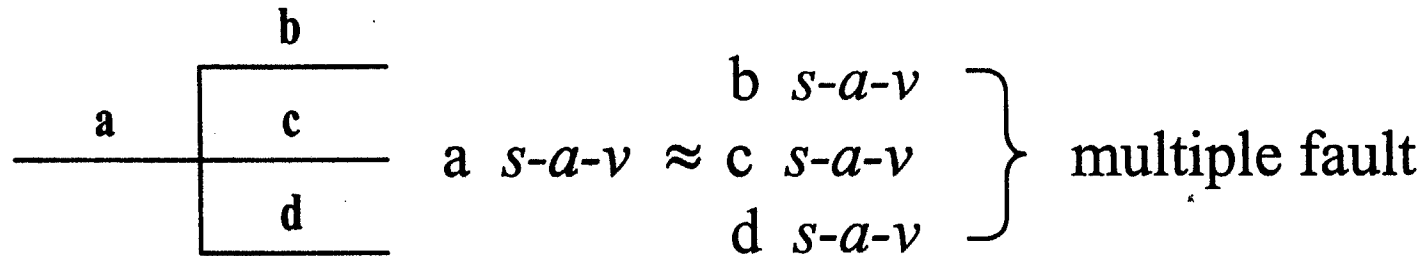 b
a
c
d
b s-a-v
a s-a-v ≈ c s-a-v
d s-a-v
multiple fault